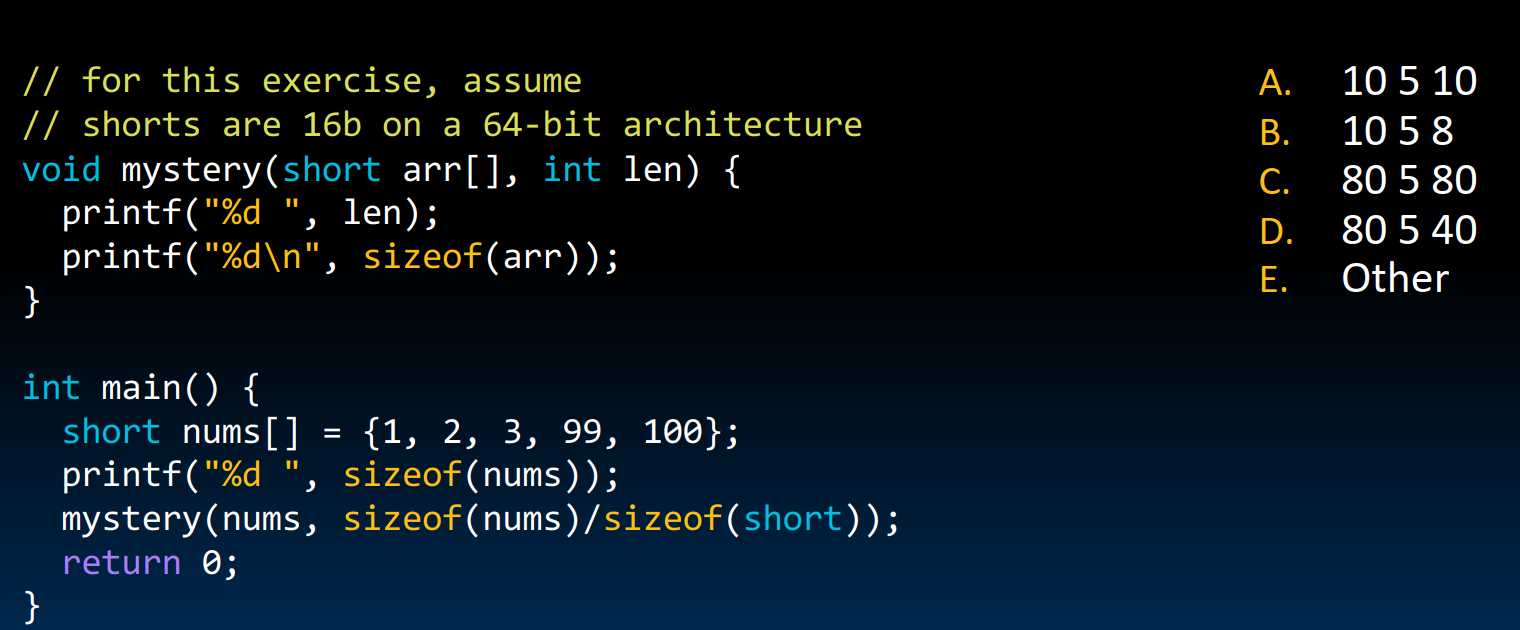 // for this exercise, assume
// shorts are 16b on a 64-bit architecture
void mystery(short arr[], int len) {
  printf("%d ", len);
  printf("%d\n", sizeof(arr));
}

int main() {
  short nums[] = {1, 2, 3, 99, 100};
  printf("%d ", sizeof(nums));
  mystery(nums, sizeof(nums)/sizeof(short));
  return 0;
}
A. 10 5 10
B. 10 5 8
C. 80 5 80
D. 80 5 40
E. Other